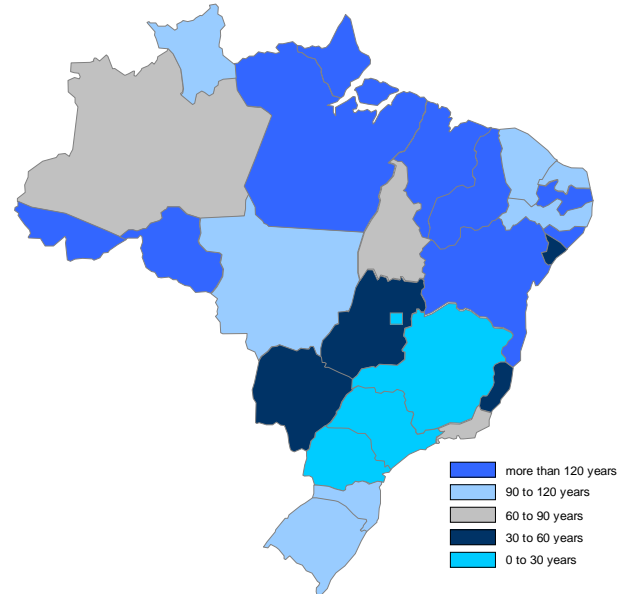 more than 120 years
90 to 120 years
60 to 90 years
30 to 60 years
0 to 30 years